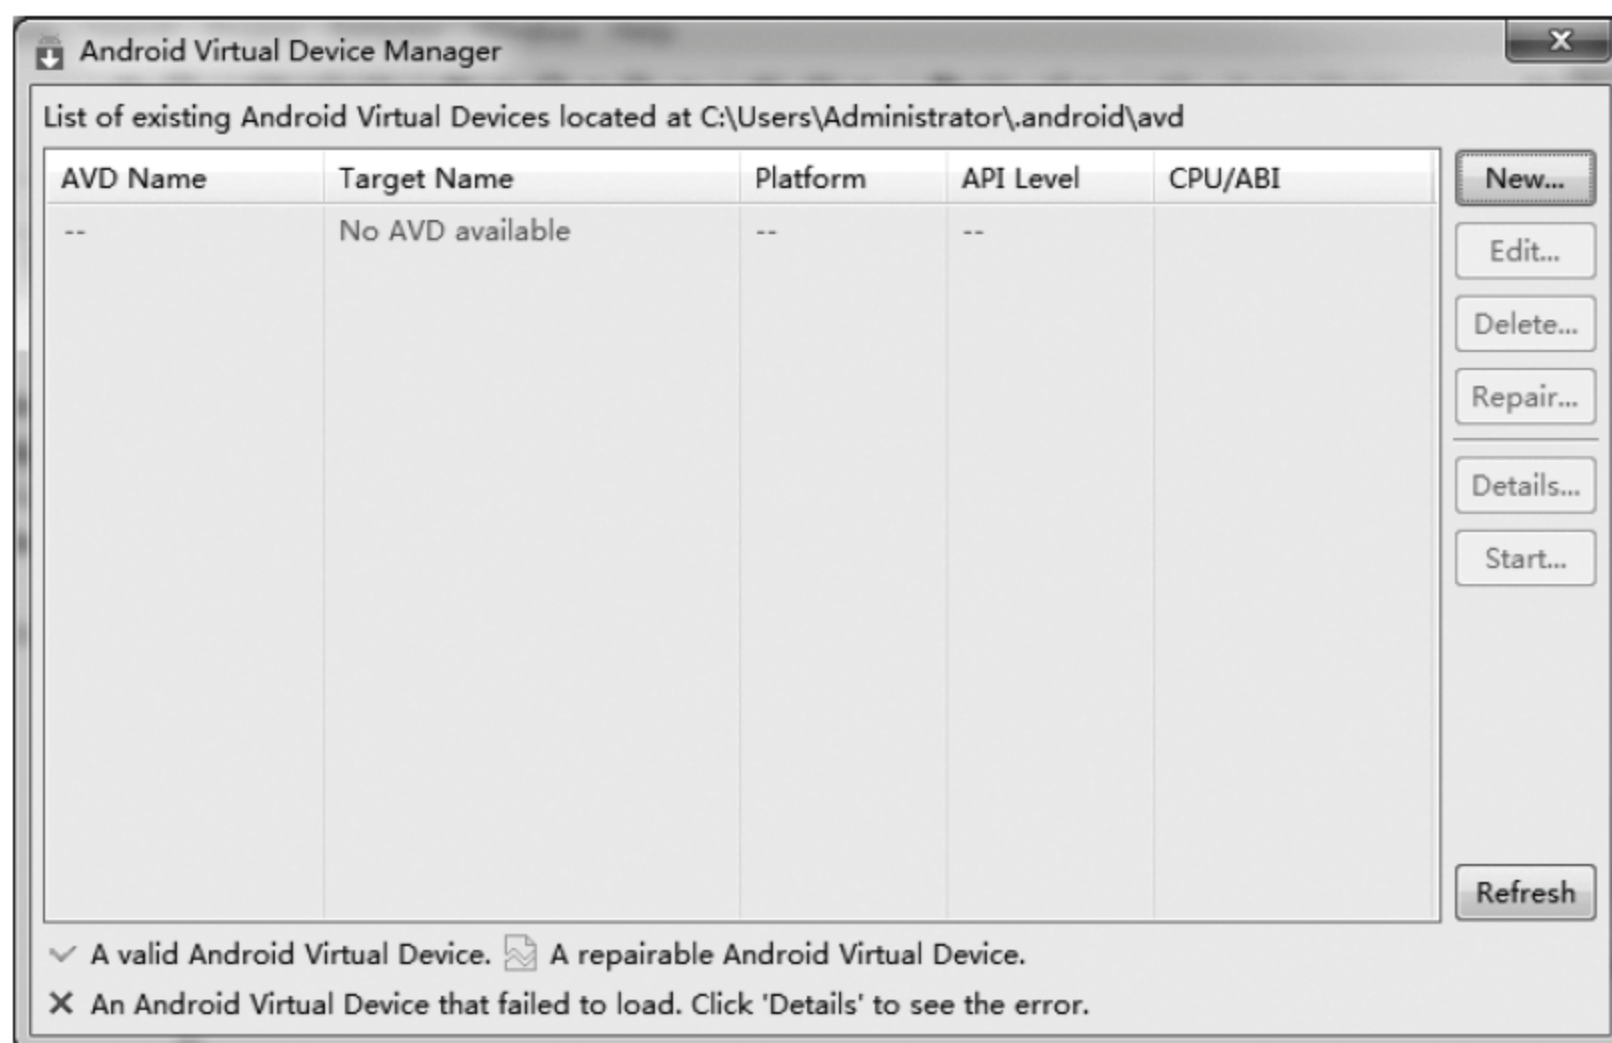 Android Virtual Device Manager
List of existing Android Virtual Devices located at C:\Users\Administrator\.android\avd
AVD Name Target Name Platform API Level CPU/ABI
-- No AVD available -- --
New...
Edit...
Delete...
Repair...
Details...
Start...
Refresh
A valid Android Virtual Device. A repairable Android Virtual Device.
An Android Virtual Device that failed to load. Click 'Details' to see the error.